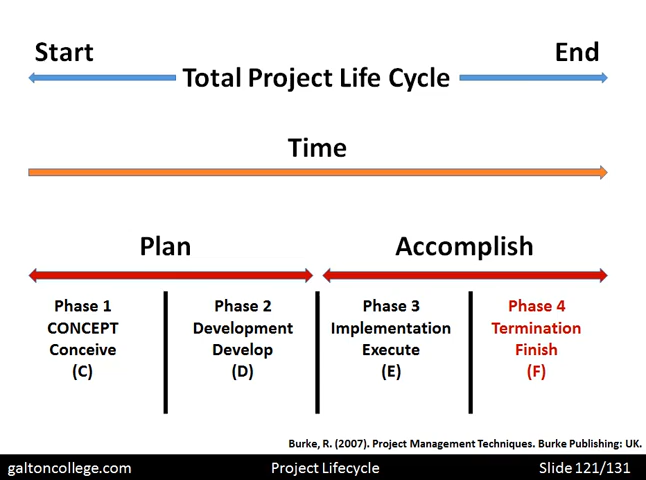 Start
End
Total Project Life Cycle
Time
Plan
Accomplish
Phase 1
CONCEPT
Conceive
(C)
Phase 2
Development
Develop
(D)
Phase 3
Implementation
Execute
(E)
Phase 4
Termination
Finish
(F)
Burke, R. (2007). Project Management Techniques. Burke Publishing: UK.
galtoncollege.com
Project Lifecycle
Slide 121/131